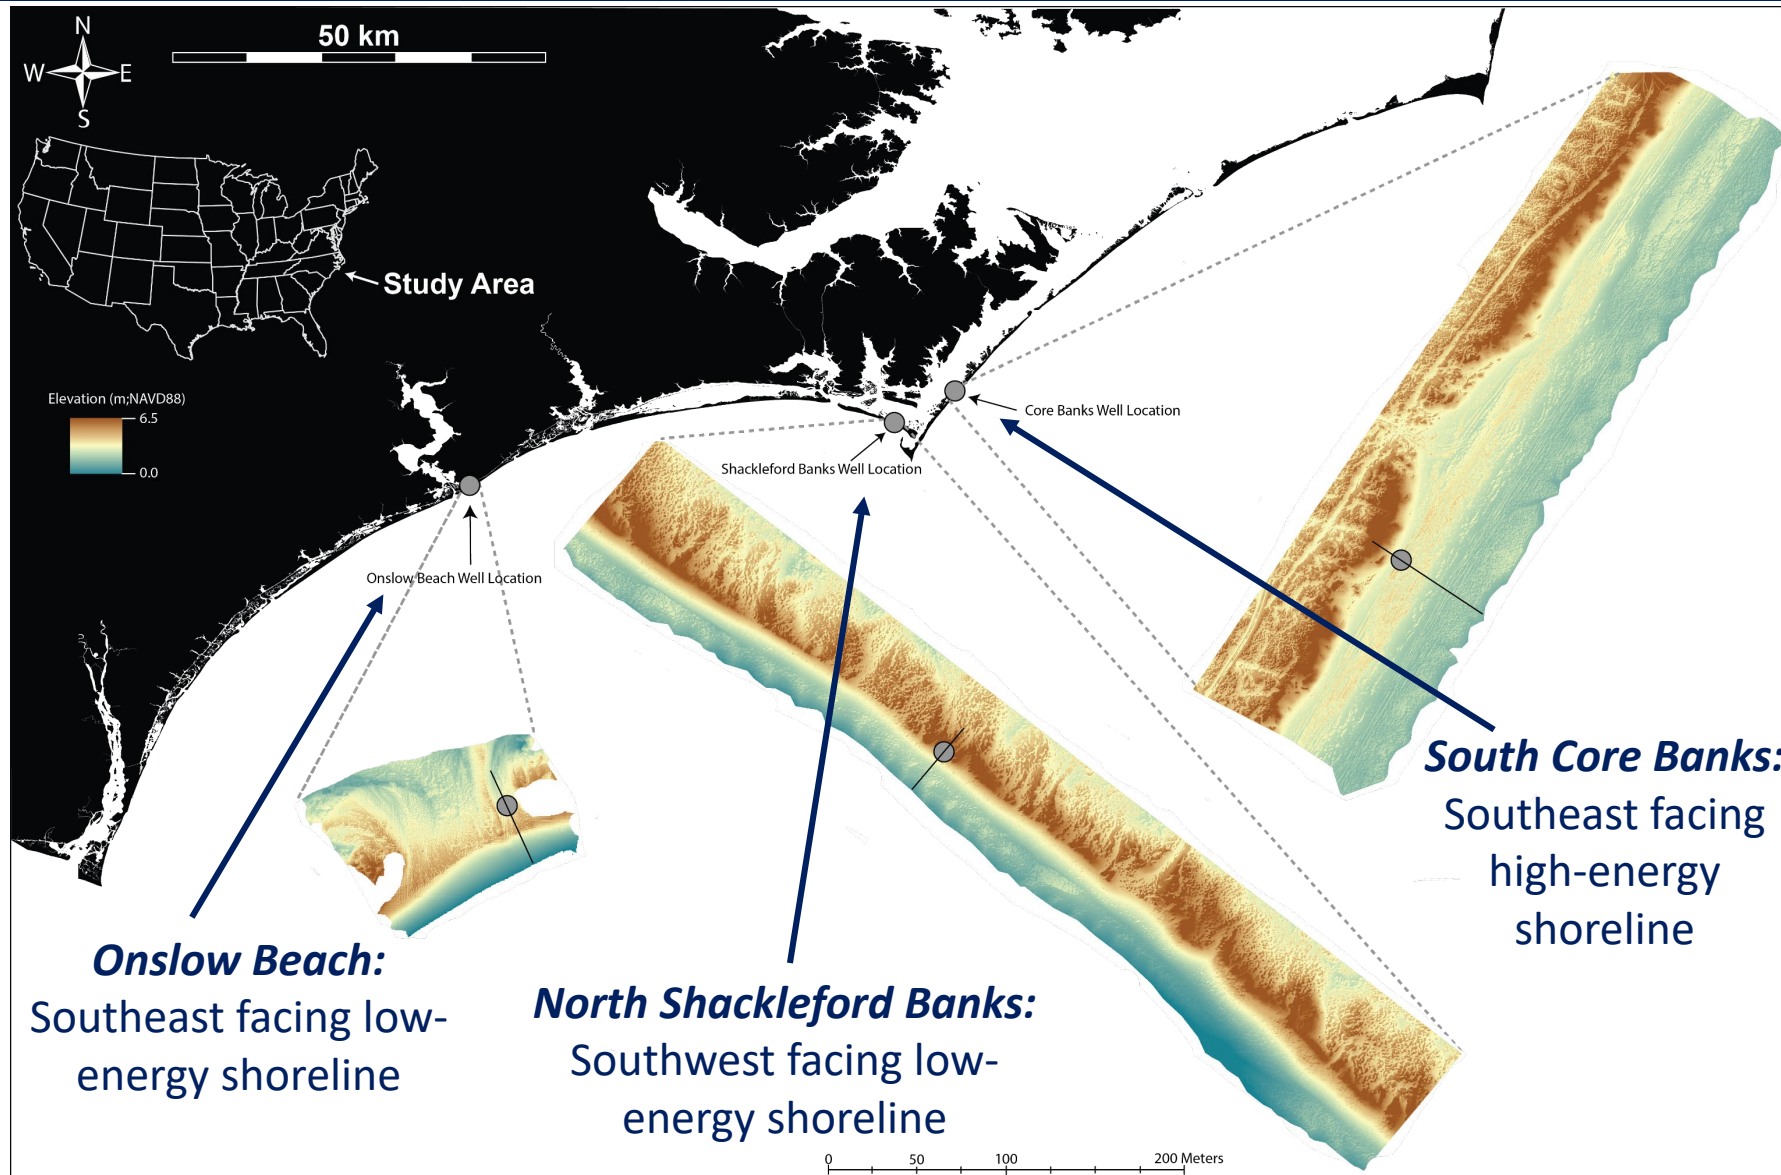 N
W
E
S
50 km
Study Area
Elevation (m;NAVD88)
6.5
0.0
Core Banks Well Location
Shackleford Banks Well Location
Onslow Beach Well Location
South Core Banks:
Southeast facing
high-energy
shoreline
Onslow Beach:
Southeast facing low-
energy shoreline
North Shackleford Banks:
Southwest facing low-
energy shoreline
0 50 100 200 Meters